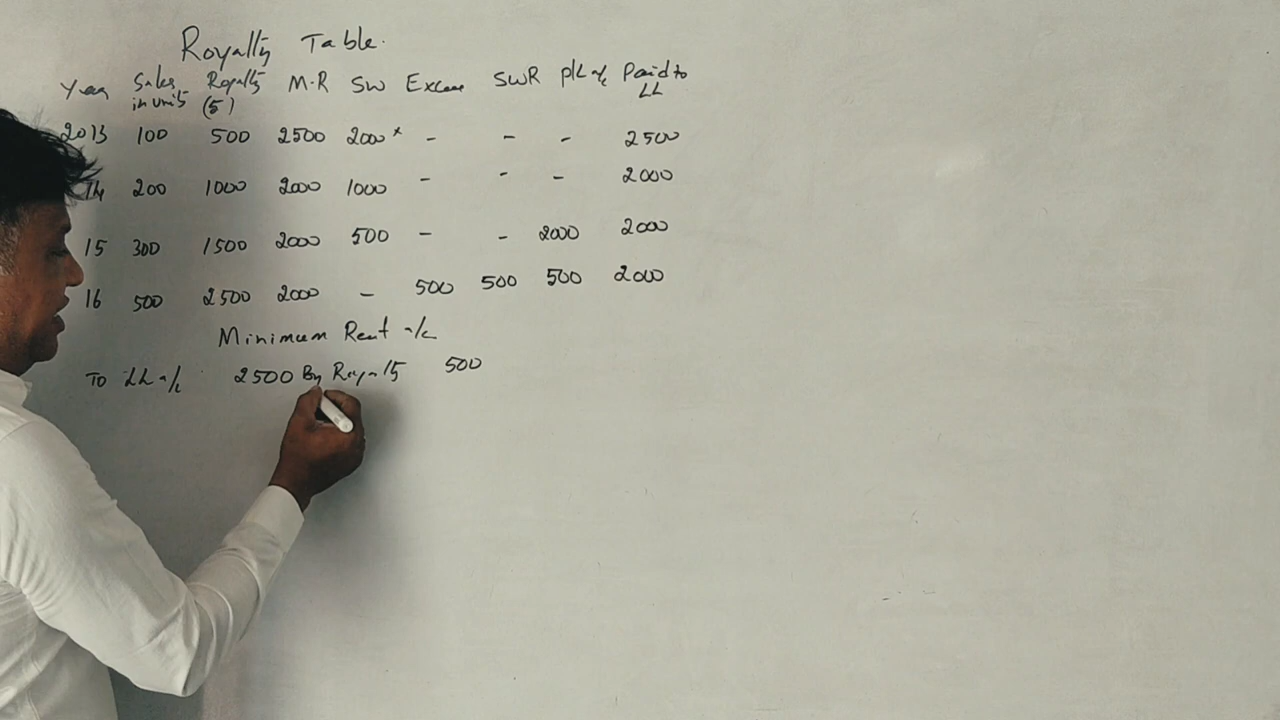 Royalty Table.
Year Sales in units Royalty (5) M.R SW Excess SWR P/L a/c Paid to LL
2013 100 500 2500 2000* - - - 2500
14 200 1000 2000 1000 - - - 2000
15 300 1500 2000 500 - - 2000 2000
16 500 2500 2000 - 500 500 500 2000
Minimum Rent a/c
To LL a/c 2500 By Royalty 500